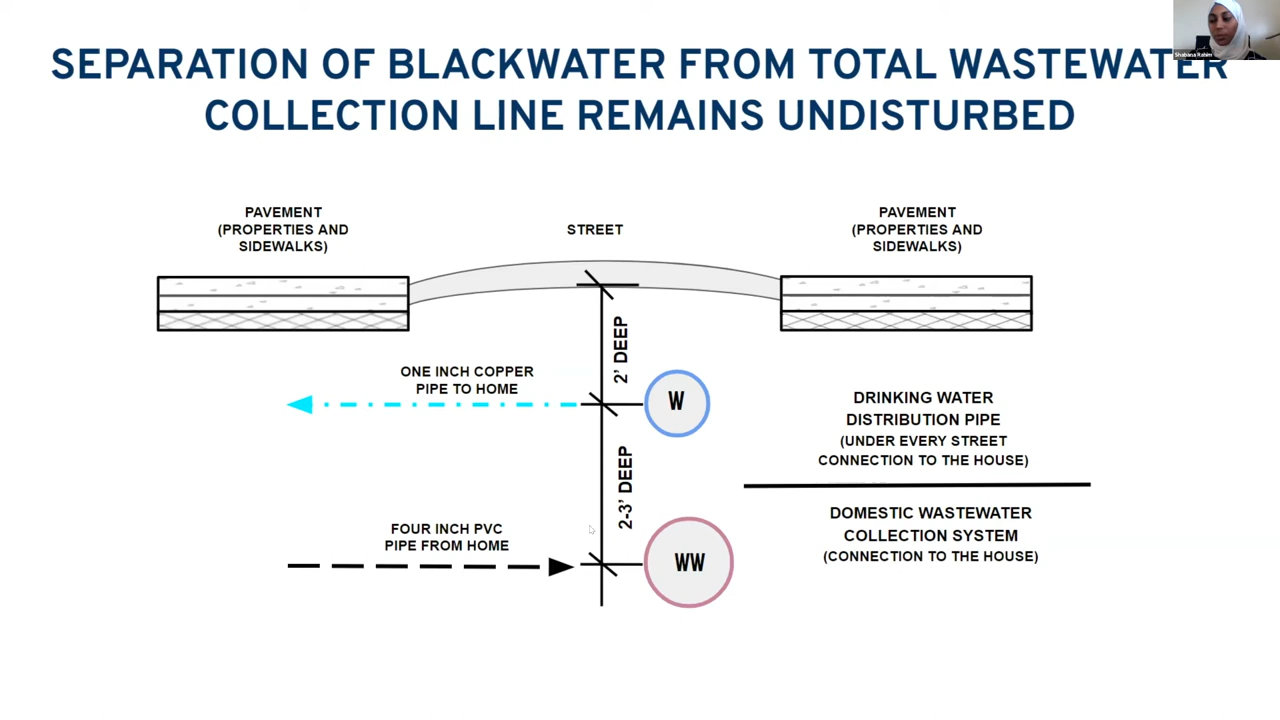 SEPARATION OF BLACKWATER FROM TOTAL WASTEWATER
COLLECTION LINE REMAINS UNDISTURBED
Shabana Rahim
PAVEMENT
(PROPERTIES AND
SIDEWALKS)
STREET
PAVEMENT
(PROPERTIES AND
SIDEWALKS)
2' DEEP
ONE INCH COPPER
PIPE TO HOME
W
DRINKING WATER
DISTRIBUTION PIPE
(UNDER EVERY STREET
CONNECTION TO THE HOUSE)
2-3' DEEP
FOUR INCH PVC
PIPE FROM HOME
WW
DOMESTIC WASTEWATER
COLLECTION SYSTEM
(CONNECTION TO THE HOUSE)